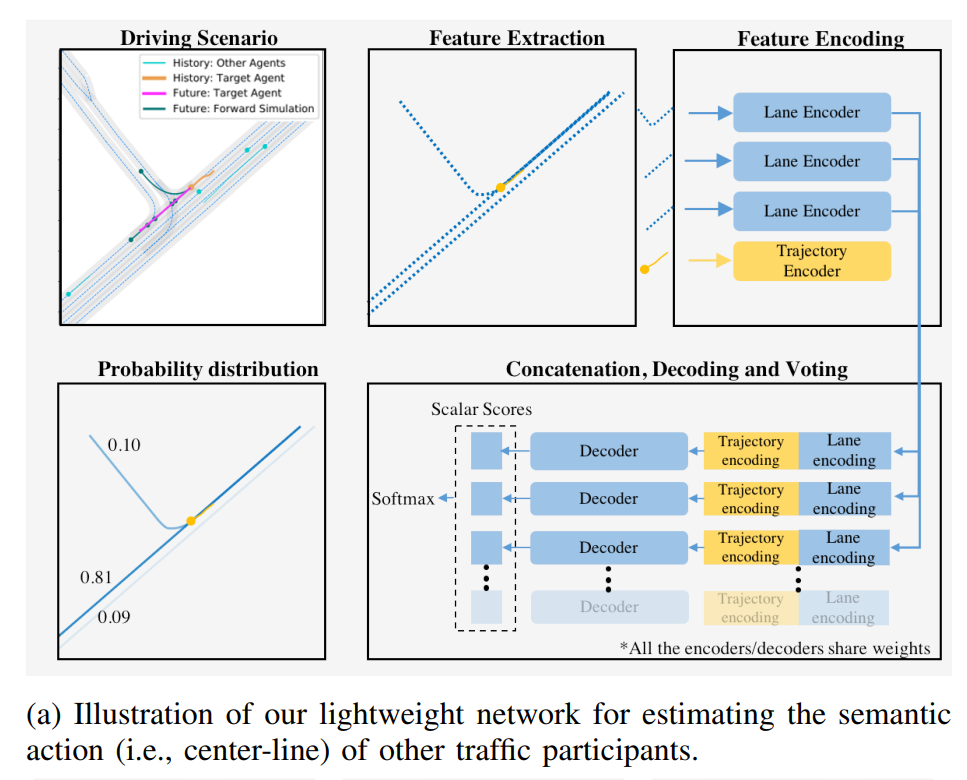 Driving Scenario
History: Other Agents
History: Target Agent
Future: Target Agent
Future: Forward Simulation
Feature Extraction
Feature Encoding
Lane Encoder
Lane Encoder
Lane Encoder
Trajectory
Encoder
Probability distribution
0.10
0.81
0.09
Concatenation, Decoding and Voting
Scalar Scores
Softmax
Decoder
Trajectory
encoding
Lane
encoding
Decoder
Trajectory
encoding
Lane
encoding
Decoder
Trajectory
encoding
Lane
encoding
Decoder
Trajectory
encoding
Lane
encoding
*All the encoders/decoders share weights
(a) Illustration of our lightweight network for estimating the semantic
action (i.e., center-line) of other traffic participants.